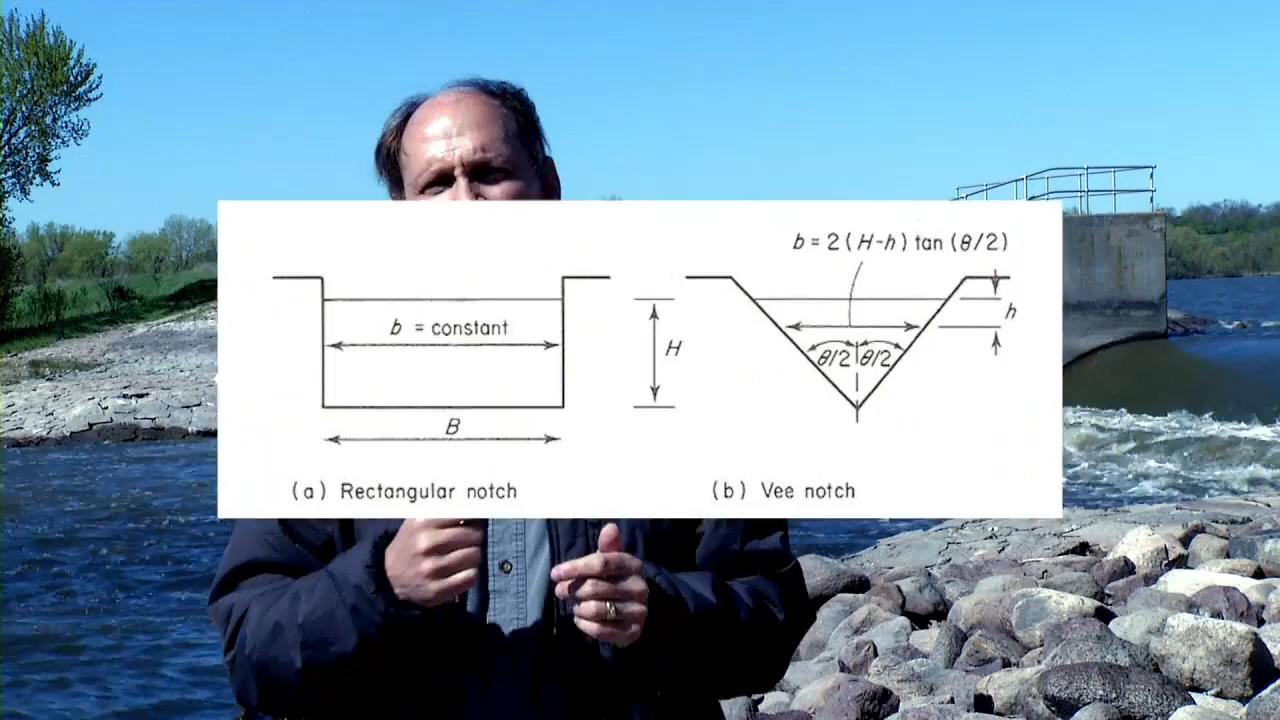 b = 2 (H-h) tan (θ/2)
h
b = constant
H
θ/2 θ/2
B
(a) Rectangular notch
(b) Vee notch